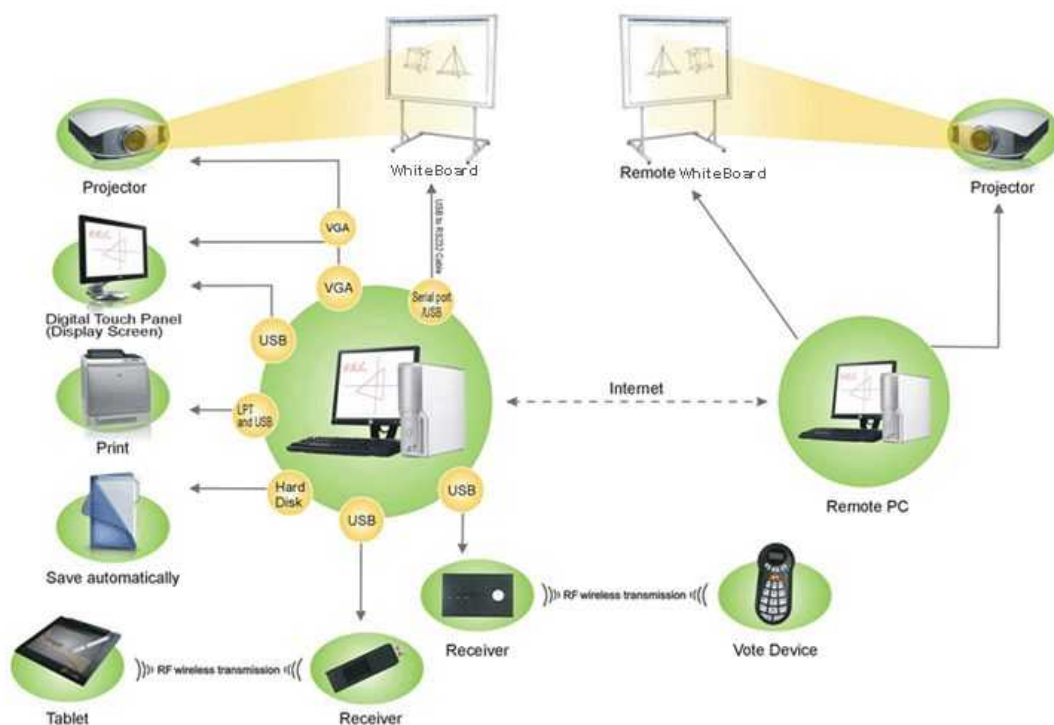 WhiteBoard
Remote WhiteBoard
Projector
Projector
VGA
USB to RS232 Cable
VGA
Serial port
/USB
Digital Touch Panel
(Display Screen)
USB
Internet
LPT
and USB
Print
Hard
Disk
USB
USB
Remote PC
Save automatically
RF wireless transmission
Receiver
Vote Device
RF wireless transmission
Tablet
Receiver